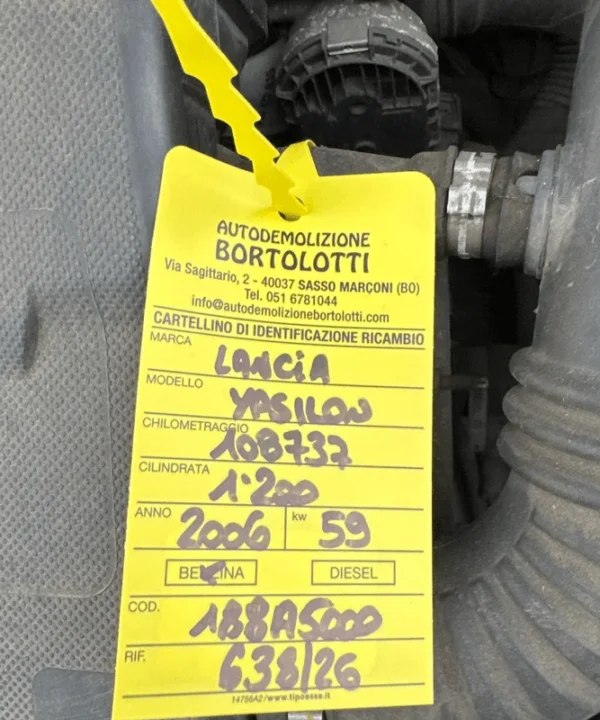 AUTODEMOLIZIONE
BORTOLOTTI
Via Sagittario, 2 - 40037 SASSO MARCONI (BO)
Tel. 051 6781044
info@autodemolizionebortolotti.com
CARTELLINO DI IDENTIFICAZIONE RICAMBIO
MARCA LANCIA
MODELLO YPSILON
CHILOMETRAGGIO 108737
CILINDRATA 1.200
ANNO 2006 kw 59
BENZINA DIESEL
COD. 188A5000
RIF. 638/26
14786A2/www.tipoesse.it